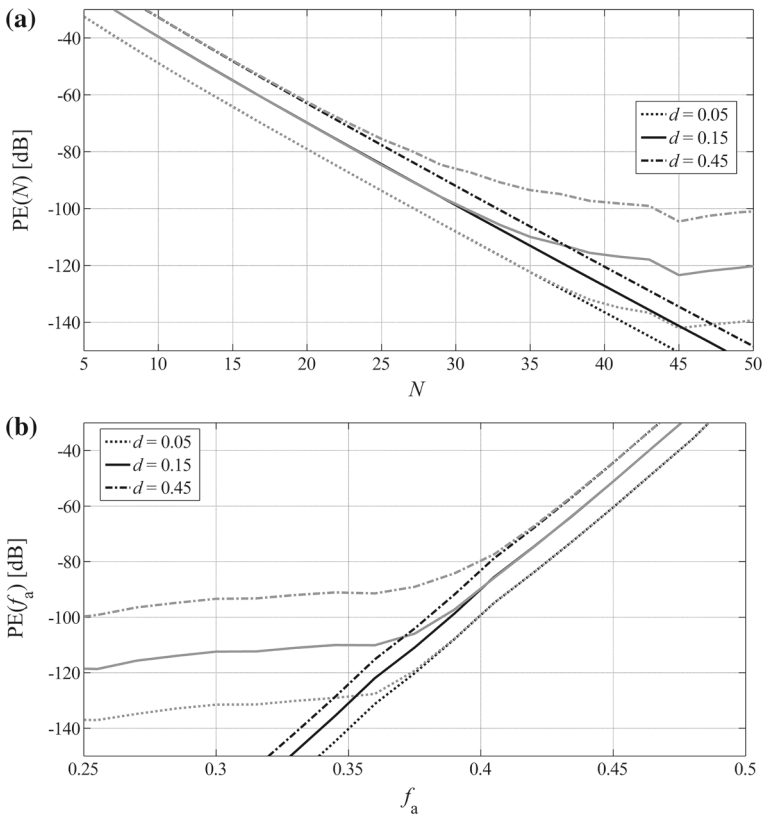 (a)
PE(N) [dB]
-40
-60
-80
-100
-120
-140
d = 0.05
d = 0.15
d = 0.45
5 10 15 20 25 30 35 40 45 50
N
(b)
PE(fa) [dB]
-40
-60
-80
-100
-120
-140
d = 0.05
d = 0.15
d = 0.45
0.25 0.3 0.35 0.4 0.45 0.5
fa